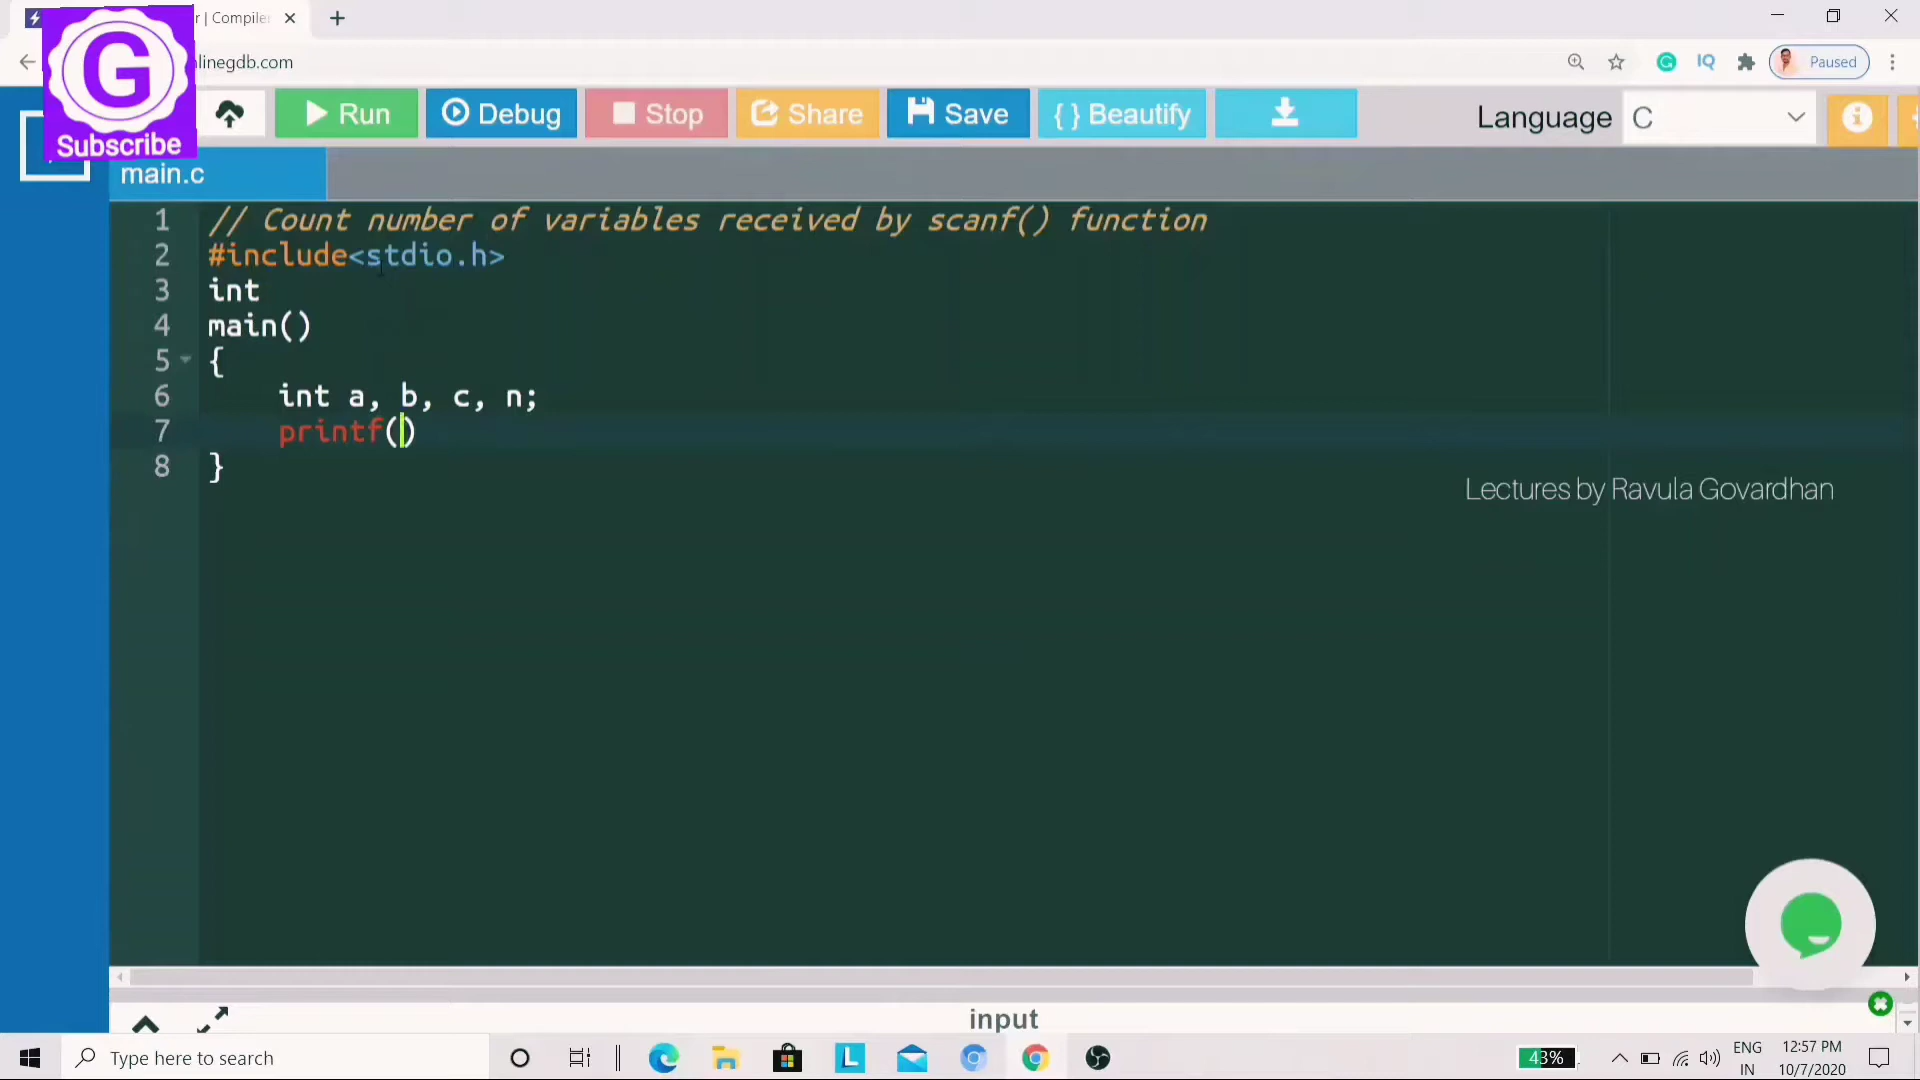 r | Compiler
linegdb.com
Paused
G
Subscribe
Run
Debug
Stop
Share
Save
{ } Beautify
Language
C
main.c
1 // Count number of variables received by scanf() function
2 #include<stdio.h>
3 int
4 main()
5 {
6 int a, b, c, n;
7 printf()
8 }
Lectures by Ravula Govardhan
input
Type here to search
L
43%
ENG
IN
12:57 PM
10/7/2020
IQ